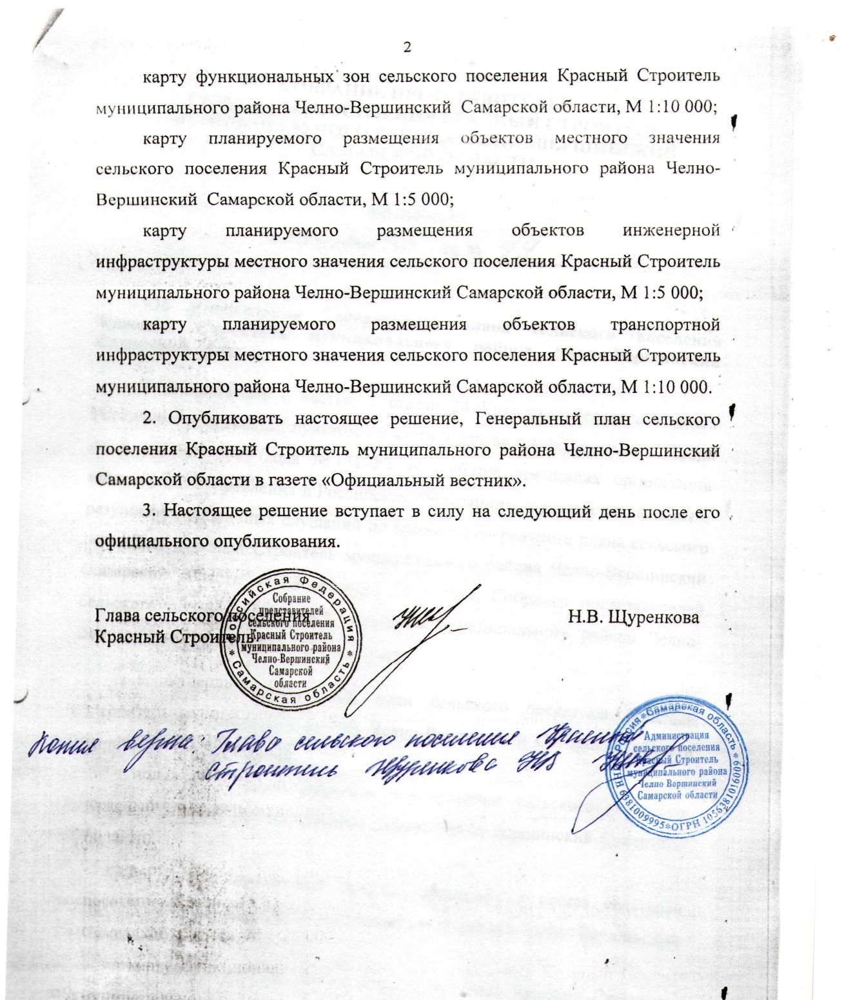 2
карту функциональных зон сельского поселения Красный Строитель
муниципального района Челно-Вершинский Самарской области, М 1:10 000;
карту планируемого размещения объектов местного значения
сельского поселения Красный Строитель муниципального района Челно-
Вершинский Самарской области, М 1:5 000;
карту планируемого размещения объектов инженерной
инфраструктуры местного значения сельского поселения Красный Строитель
муниципального района Челно-Вершинский Самарской области, М 1:5 000;
карту планируемого размещения объектов транспортной
инфраструктуры местного значения сельского поселения Красный Строитель
муниципального района Челно-Вершинский Самарской области, М 1:10 000.
2. Опубликовать настоящее решение, Генеральный план сельского
поселения Красный Строитель муниципального района Челно-Вершинский
Самарской области в газете «Официальный вестник».
3. Настоящее решение вступает в силу на следующий день после его
официального опубликования.
Глава сельского поселения
Красный Строитель
Н.В. Щуренкова
Российская Федерация
* Самарская область *
Собрание
представителей
сельского поселения
Красный Строитель
муниципального района
Челно-Вершинский
Самарской
области
Копия верна: Глава сельского поселения Красный
Строитель Щуренкова НВ
Россия*Самарская область*
ИНН 6381009995*ОГРН 1056381016009
Администрация
сельского поселения
Красный Строитель
муниципального района
Челно Вершинский
Самарской области